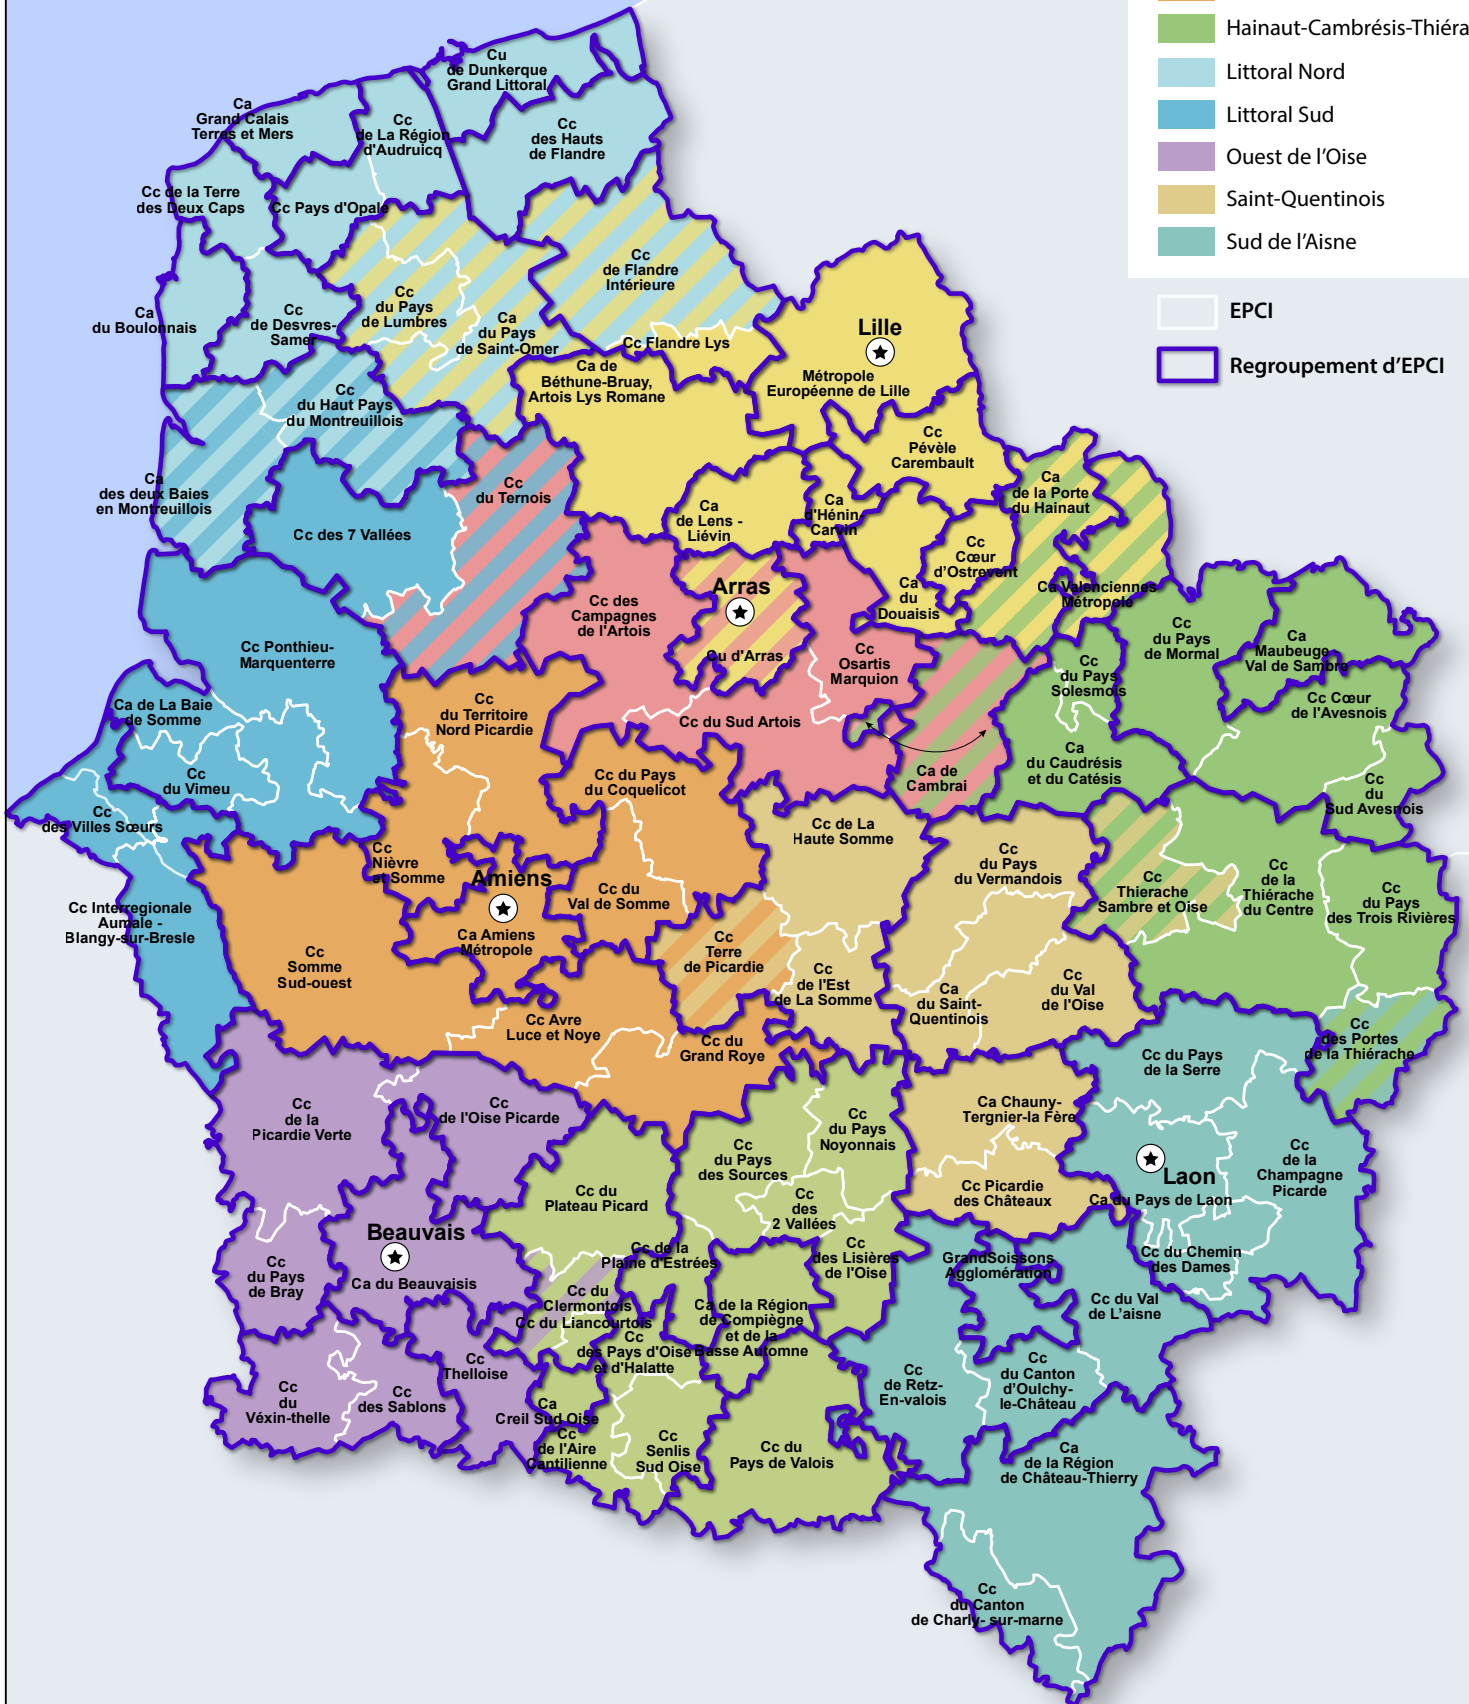 Hainaut-Cambrésis-Thiéra
Littoral Nord
Littoral Sud
Ouest de l'Oise
Saint-Quentinois
Sud de l'Aisne
EPCI
Regroupement d'EPCI
Cu
de Dunkerque
Grand Littoral
Ca
Grand Calais
Terres et Mers
Cc
de La Région
d'Audruicq
Cc
des Hauts
de Flandre
Cc de la Terre
des Deux Caps
Cc Pays d'Opale
Cc
de Flandre
Intérieure
Ca
du Boulonnais
Cc
de Desvres-
Samer
Cc
du Pays
de Lumbres
Ca
du Pays
de Saint-Omer
Cc Flandre Lys
Lille
Métropole
Européenne de Lille
Ca de
Béthune-Bruay,
Artois Lys Romane
Cc
du Haut Pays
du Montreuillois
Cc
Pévèle
Carembault
Ca
des deux Baies
en Montreuillois
Cc
du Ternois
Cc des 7 Vallées
Ca
de Lens -
Liévin
Ca
d'Hénin-
Carvin
Ca
de la Porte
du Hainaut
Cc
Cœur
d'Ostrevent
Ca
du
Douaisis
Ca Valenciennes
Métropole
Arras
Cu d'Arras
Cc des
Campagnes
de l'Artois
Cc
Osartis
Marquion
Cc
du Pays
de Mormal
Ca
Maubeuge -
Val de Sambre
Cc Ponthieu-
Marquenterre
Cc
du Pays
Solesmois
Cc Cœur
de l'Avesnois
Ca de La Baie
de Somme
Cc
du Territoire
Nord Picardie
Cc du Sud Artois
Ca de
Cambrai
Ca
du Caudrésis
et du Catésis
Cc
du
Sud Avesnois
Cc
du Vimeu
Cc du Pays
du Coquelicot
Cc
des Villes Sœurs
Cc de La
Haute Somme
Cc
Nièvre
et Somme
Amiens
Ca Amiens
Métropole
Cc du
Val de Somme
Cc
du Pays
du Vermandois
Cc
Thierache
Sambre et Oise
Cc
de la
Thiérache
du Centre
Cc
du Pays
des Trois Rivières
Cc Interregionale
Aumale -
Blangy-sur-Bresle
Cc
Somme
Sud-ouest
Cc
Terre
de Picardie
Cc
de l'Est
de La Somme
Ca
du Saint-
Quentinois
Cc
du Val
de l'Oise
Cc Avre
Luce et Noye
Cc du
Grand Roye
Cc du Pays
de la Serre
Cc
des Portes
de la Thiérache
Cc
de la
Picardie Verte
Cc
de l'Oise Picarde
Cc
du Pays
Noyonnais
Ca Chauny-
Tergnier-la Fère
Cc
du Pays
des Sources
Cc
de la
Champagne
Picarde
Laon
Ca du Pays de Laon
Cc du
Plateau Picard
Cc
des
2 Vallées
Cc Picardie
des Châteaux
Beauvais
Ca du Beauvaisis
Cc
du Pays
de Bray
Cc de la
Plaine d'Estrées
Cc
des Lisières
de l'Oise
GrandSoissons
Agglomération
Cc du Chemin
des Dames
Cc du
Clermontois
Cc du Liancourtois
Ca de la Région
de Compiègne
et de la
Basse Automne
Cc du Val
de L'aisne
Cc
des Pays d'Oise
et d'Halatte
Cc
Thelloise
Cc
du
Véxin-thelle
Cc
des Sablons
Cc
de Retz-
En-valois
Cc
du Canton
d'Oulchy-
le-Château
Ca
Creil Sud Oise
Cc
de l'Aire
Cantilienne
Cc
Senlis
Sud Oise
Cc du
Pays de Valois
Ca
de la Région
de Château-Thierry
Cc
du Canton
de Charly- sur-marne